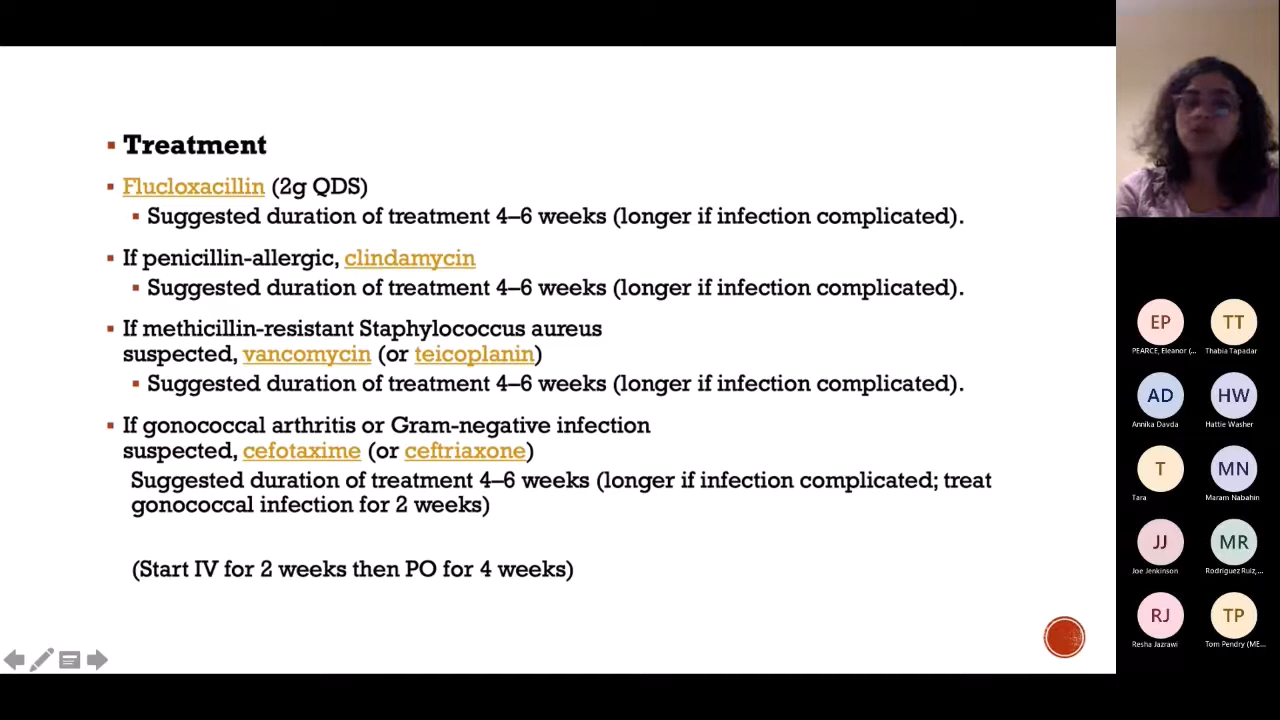 Treatment
Flucloxacillin (2g QDS)
Suggested duration of treatment 4–6 weeks (longer if infection complicated).
If penicillin-allergic, clindamycin
Suggested duration of treatment 4–6 weeks (longer if infection complicated).
If methicillin-resistant Staphylococcus aureus
suspected, vancomycin (or teicoplanin)
Suggested duration of treatment 4–6 weeks (longer if infection complicated).
If gonococcal arthritis or Gram-negative infection
suspected, cefotaxime (or ceftriaxone)
Suggested duration of treatment 4–6 weeks (longer if infection complicated; treat
gonococcal infection for 2 weeks)
(Start IV for 2 weeks then PO for 4 weeks)
EP
PEARCE, Eleanor (...
TT
Thabia Tapadar
AD
Annika Davda
HW
Hattie Washer
T
Tara
MN
Maram Nabahin
JJ
Joe Jenkinson
MR
Rodriguez Ruiz,...
RJ
Resha Jazrawi
TP
Tom Pendry (ME...